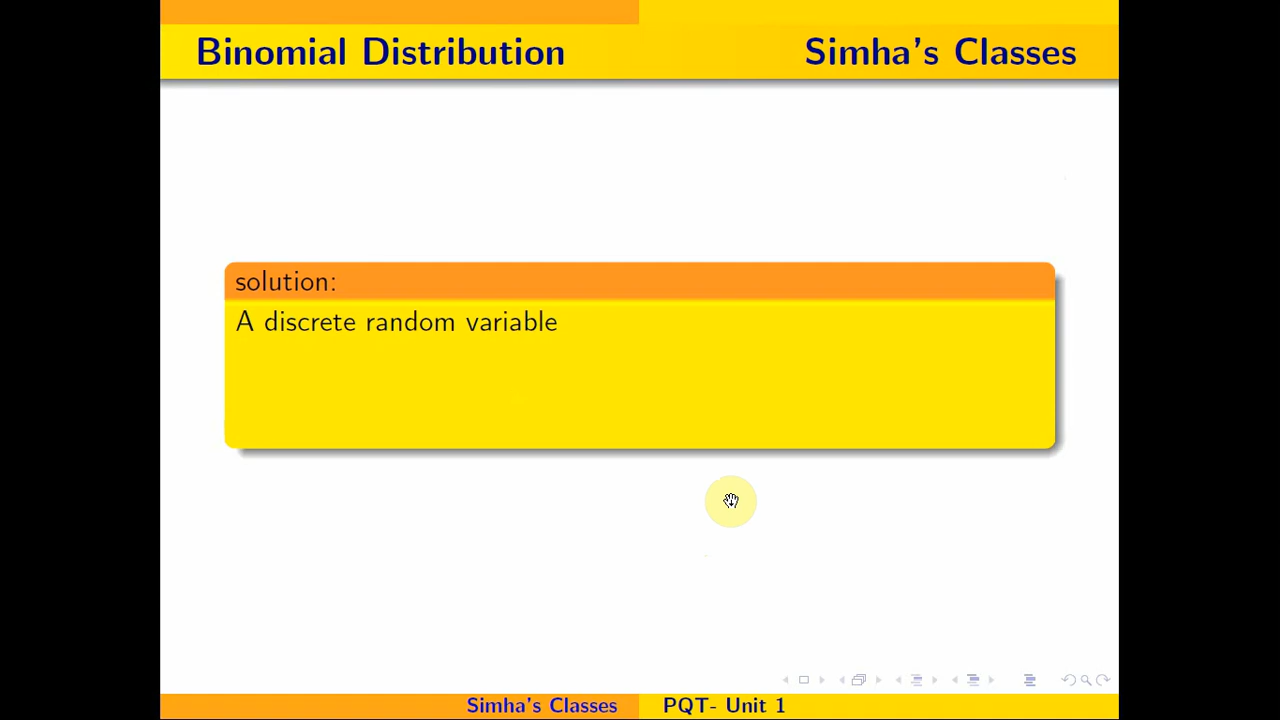 Binomial Distribution Simha's Classes
solution:
A discrete random variable
Simha's Classes PQT- Unit 1